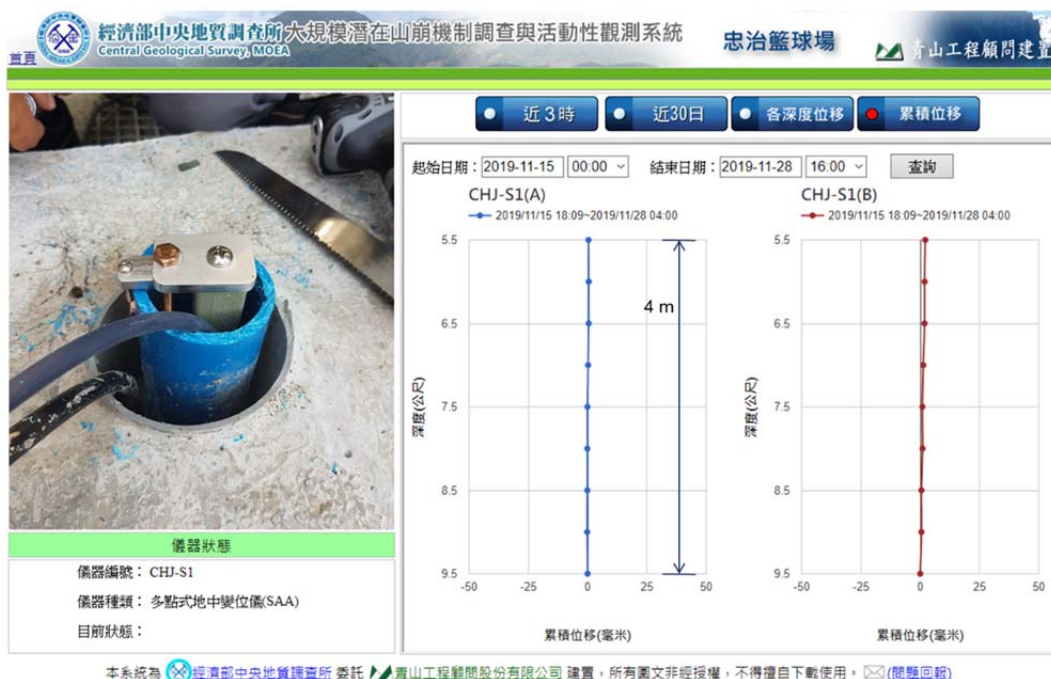 首頁
經濟部中央地質調查所 大規模潛在山崩機制調查與活動性觀測系統
Central Geological Survey, MOEA
忠治籃球場
青山工程顧問建置
近3時
近30日
各深度位移
累積位移
起始日期：2019-11-15 00:00 結束日期：2019-11-28 16:00 查詢
CHJ-S1(A)
2019/11/15 18:09~2019/11/28 04:00
5.5
6.5
7.5
8.5
9.5
深度(公尺)
4 m
-50 -25 0 25 50
累積位移(毫米)
CHJ-S1(B)
2019/11/15 18:09~2019/11/28 04:00
5.5
6.5
7.5
8.5
9.5
深度(公尺)
-50 -25 0 25 50
累積位移(毫米)
儀器狀態
儀器編號： CHJ-S1
儀器種類： 多點式地中變位儀(SAA)
目前狀態：
本系統為 經濟部中央地質調查所 委託 青山工程顧問股份有限公司 建置，所有圖文非經授權，不得擅自下載使用。 (問題回報)